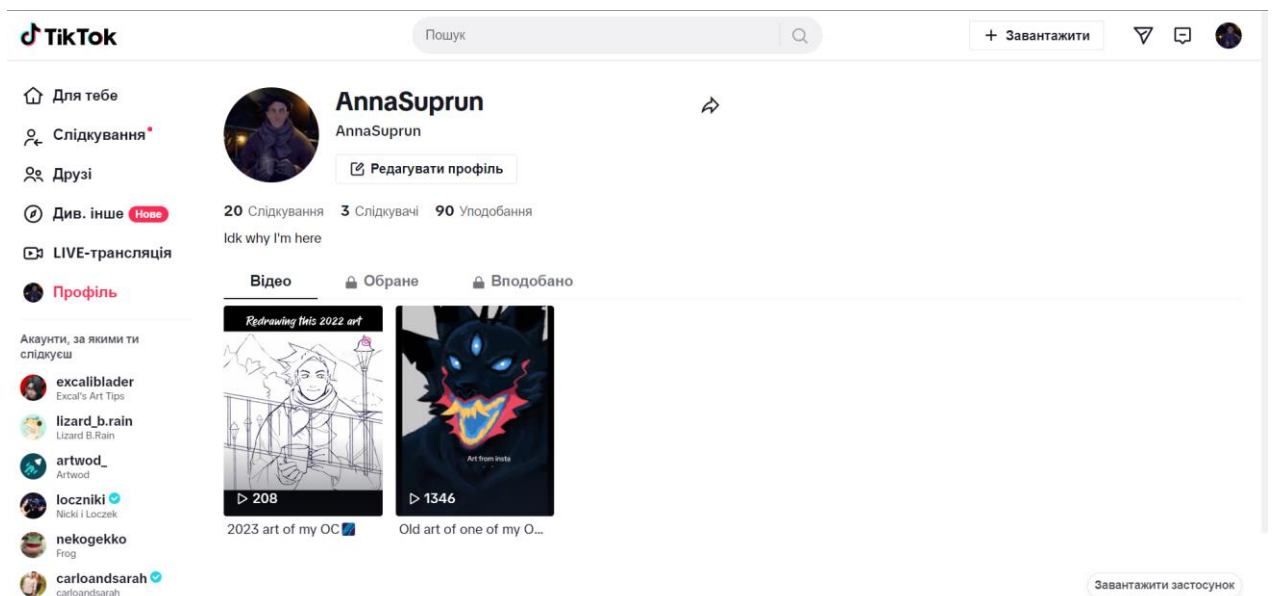 TikTok
Пошук
+ Завантажити
Для тебе
Слідкування
Друзі
Див. інше Нове
LIVE-трансляція
Профіль
Акаунти, за якими ти
слідкуєш
excaliblader
Excal's Art Tips
lizard_b.rain
Lizard B.Rain
artwod_
Artwod
loczniki
Nicki i Loczek
nekogekko
Frog
carloandsarah
carloandsarah
AnnaSuprun
AnnaSuprun
Редагувати профіль
20 Слідкування 3 Слідкувачі 90 Уподобання
Idk why I'm here
Відео Обране Вподобано
Redrawing this 2022 art
208
2023 art of my OC
Art from insta
1346
Old art of one of my O...
Завантажити застосунок